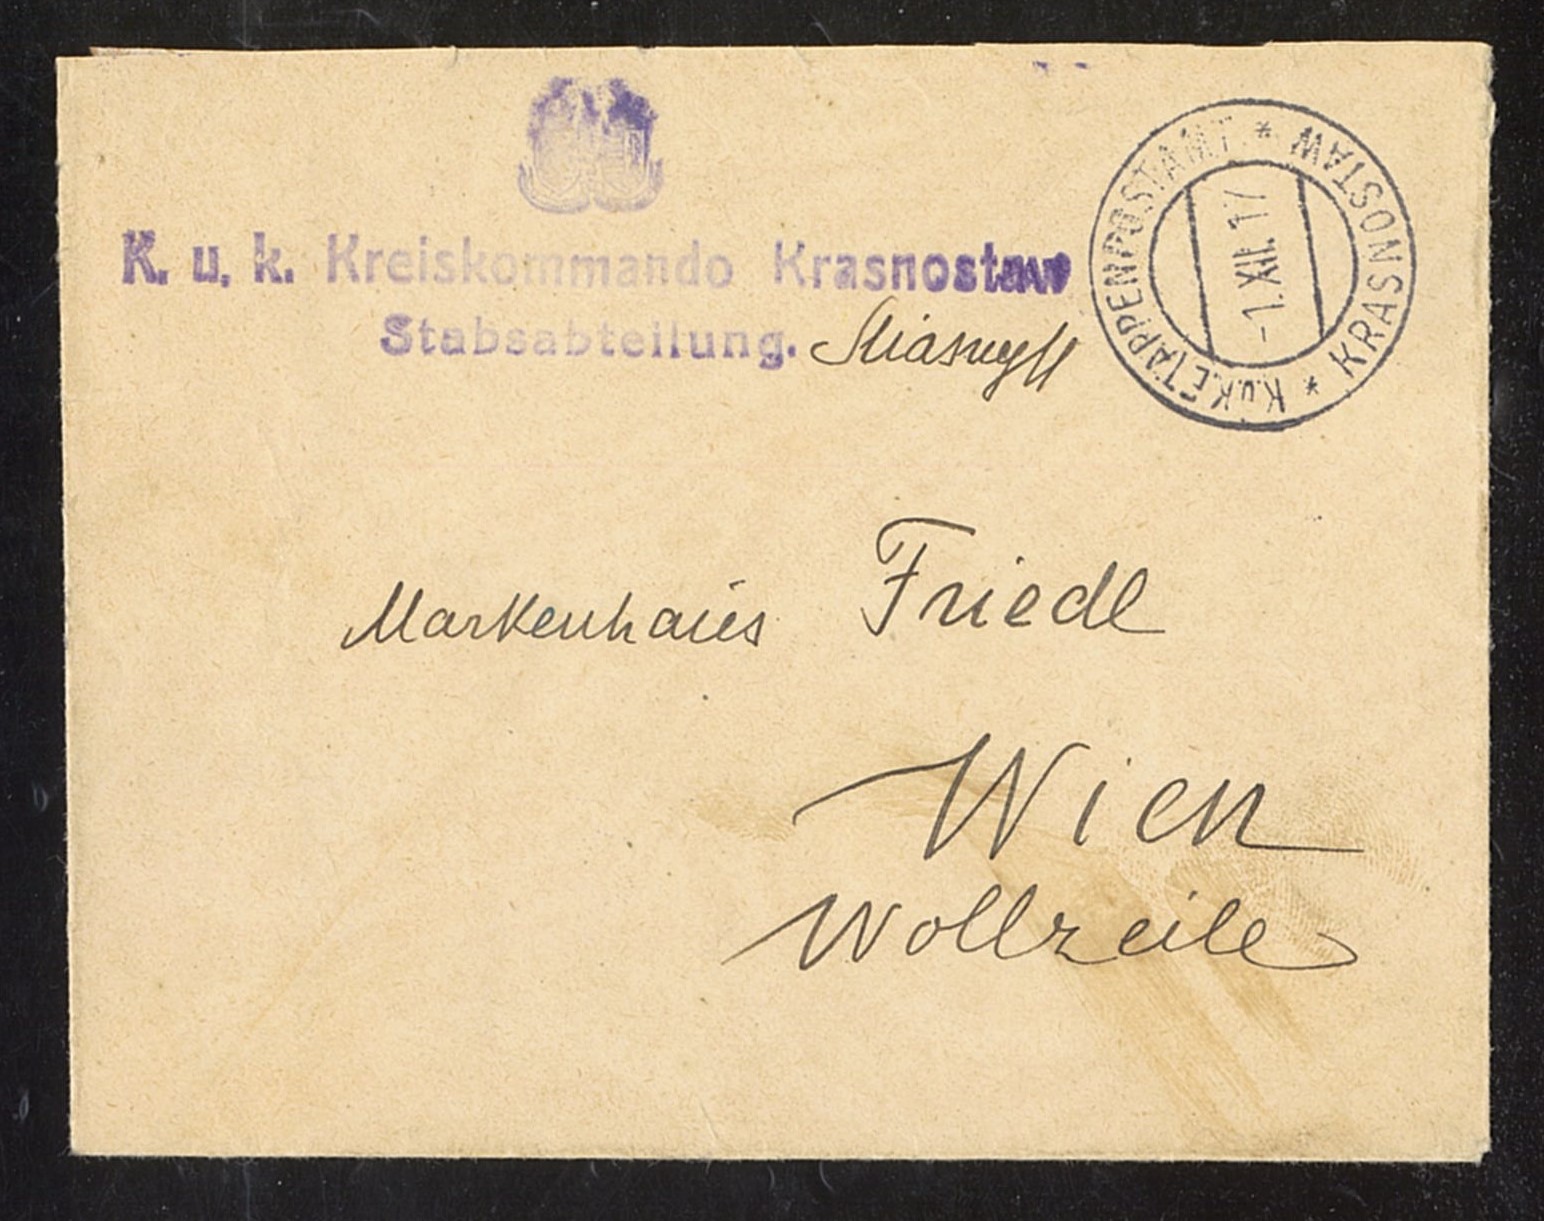 K. u. k. Kreiskommando Krasnostaw
Stabsabteilung.
K.u.K. ETAPPENPOSTAMT. * KRASNOSTAW *
-1.XII.17
Markenhaus Friedl
Wien
Wollzeile